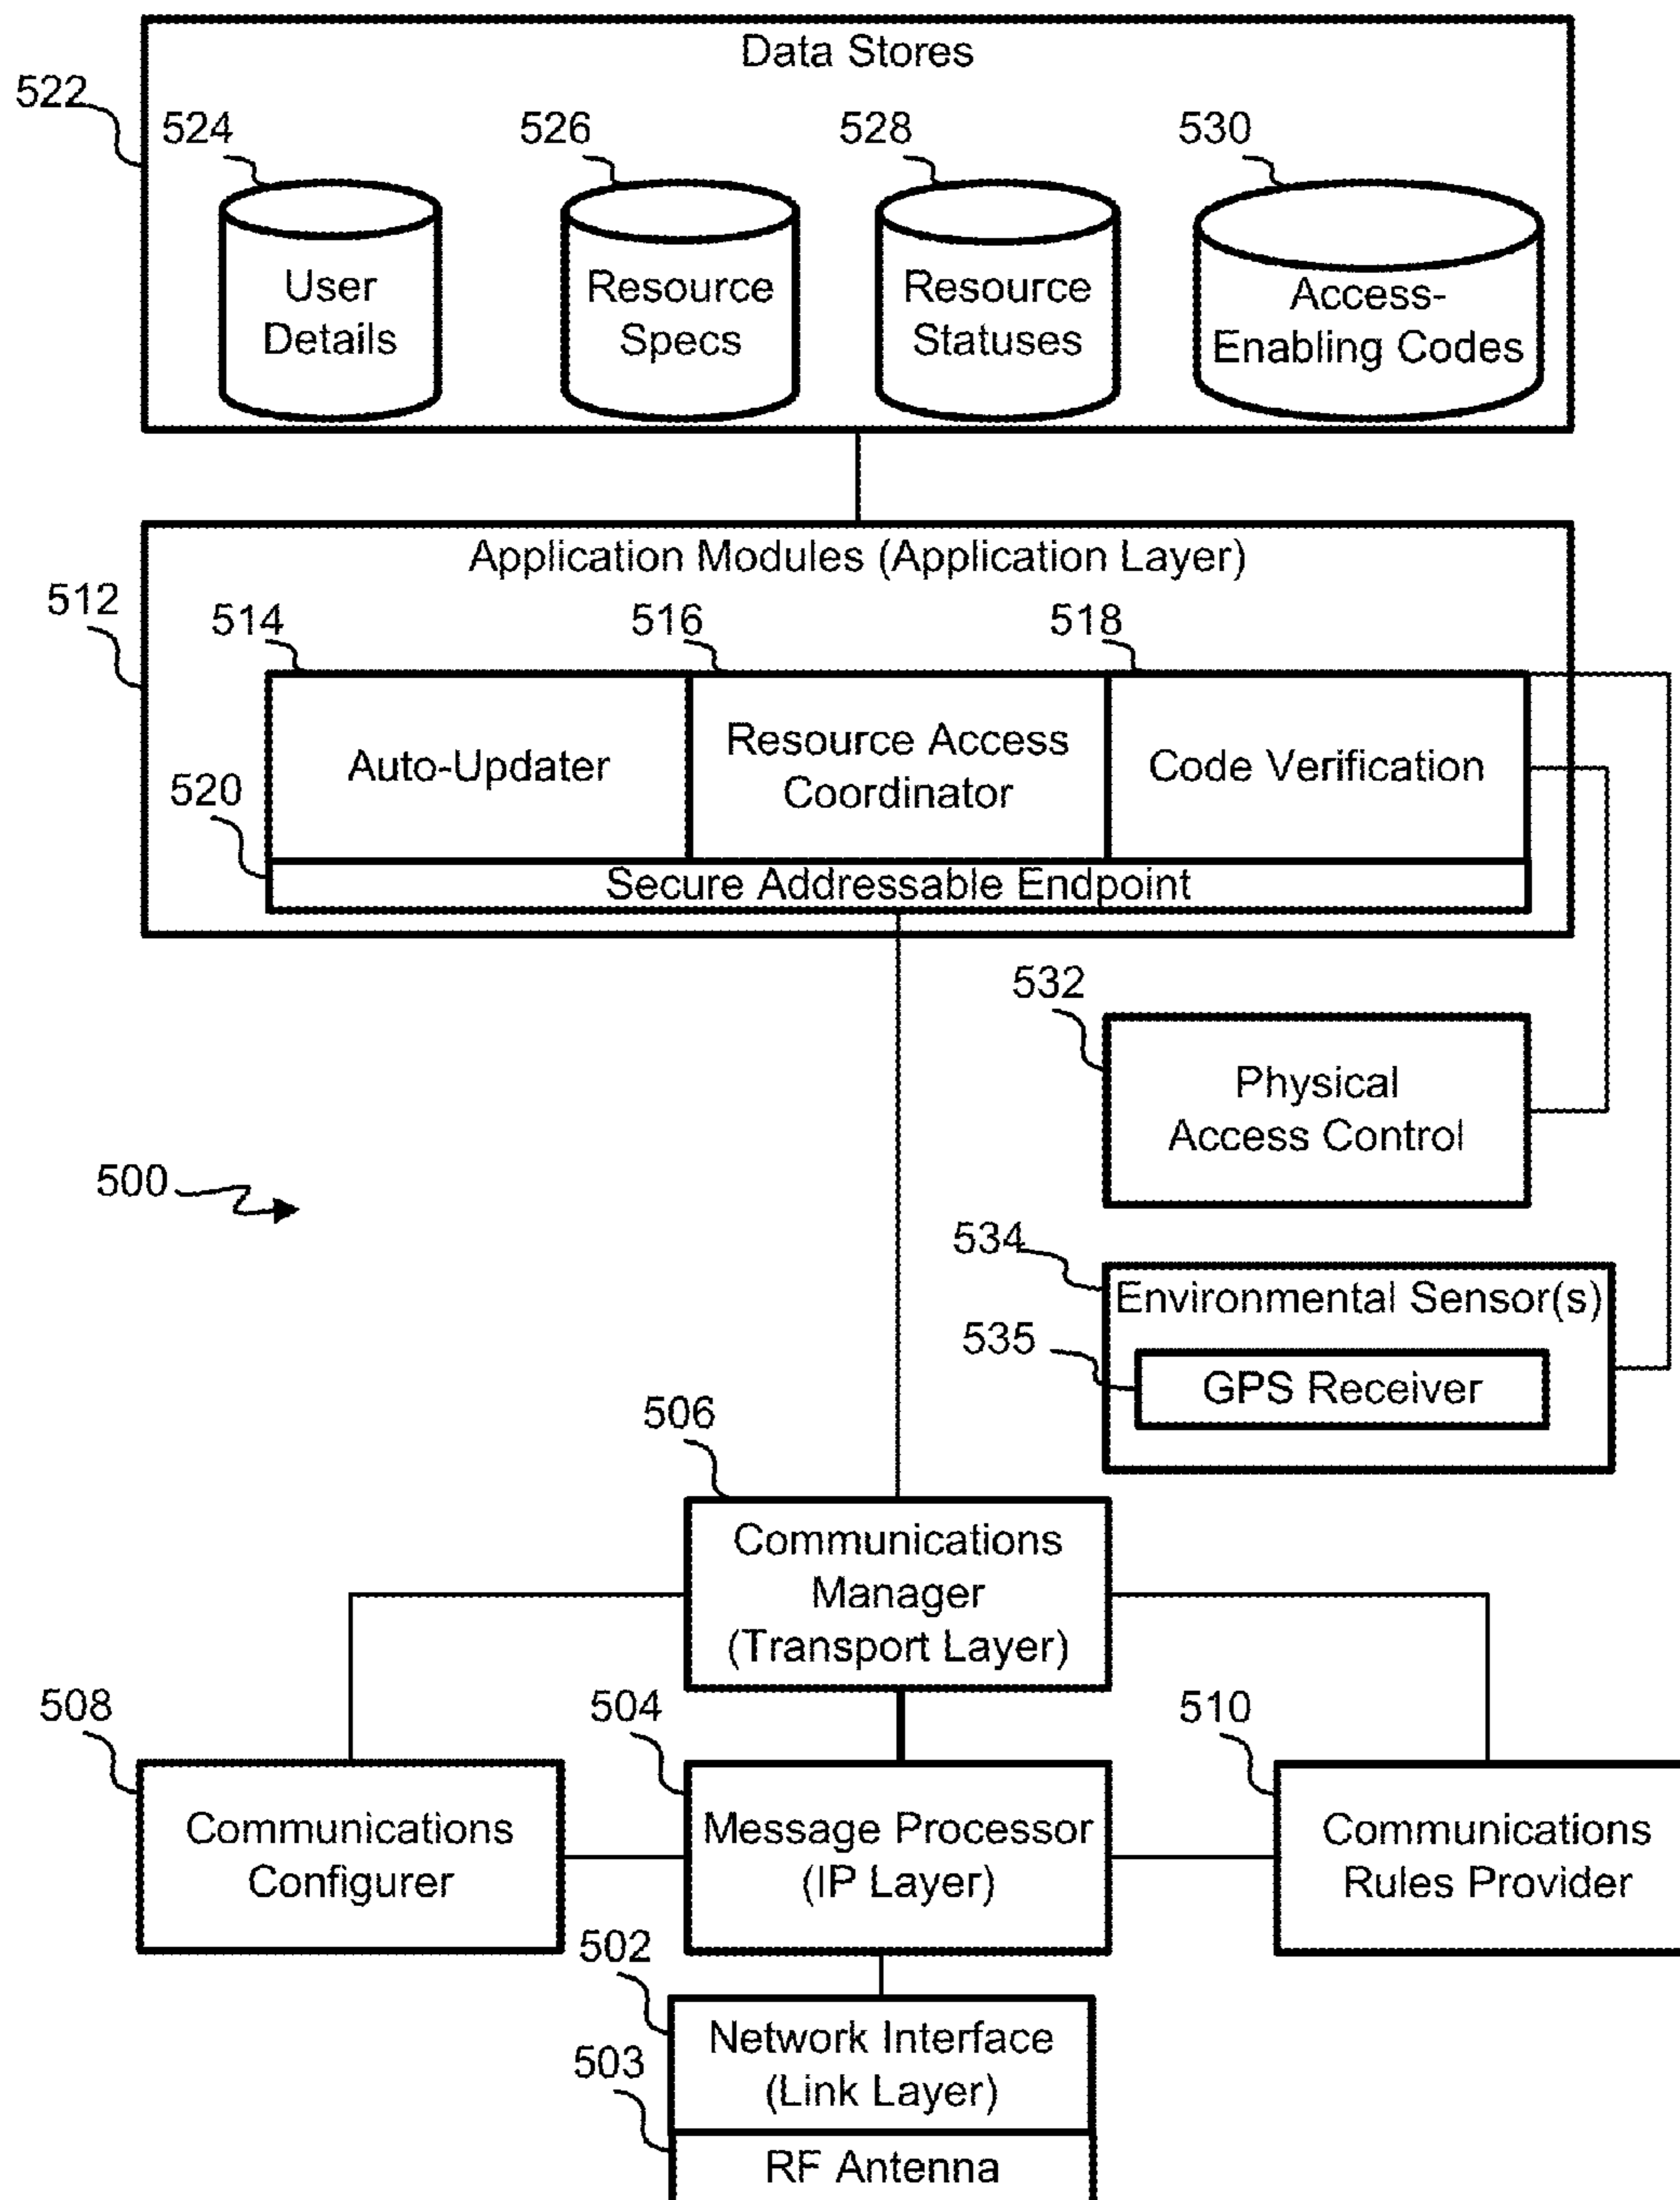 Data Stores
522
524
526
528
530
User
Details
Resource
Specs
Resource
Statuses
Access-
Enabling Codes
Application Modules (Application Layer)
512
514
516
518
Auto-Updater
Resource Access
Coordinator
Code Verification
520
Secure Addressable Endpoint
532
Physical
Access Control
500
534
Environmental Sensor(s)
535
GPS Receiver
506
Communications
Manager
(Transport Layer)
508
504
510
Communications
Configurer
Message Processor
(IP Layer)
Communications
Rules Provider
502
Network Interface
(Link Layer)
503
RF Antenna